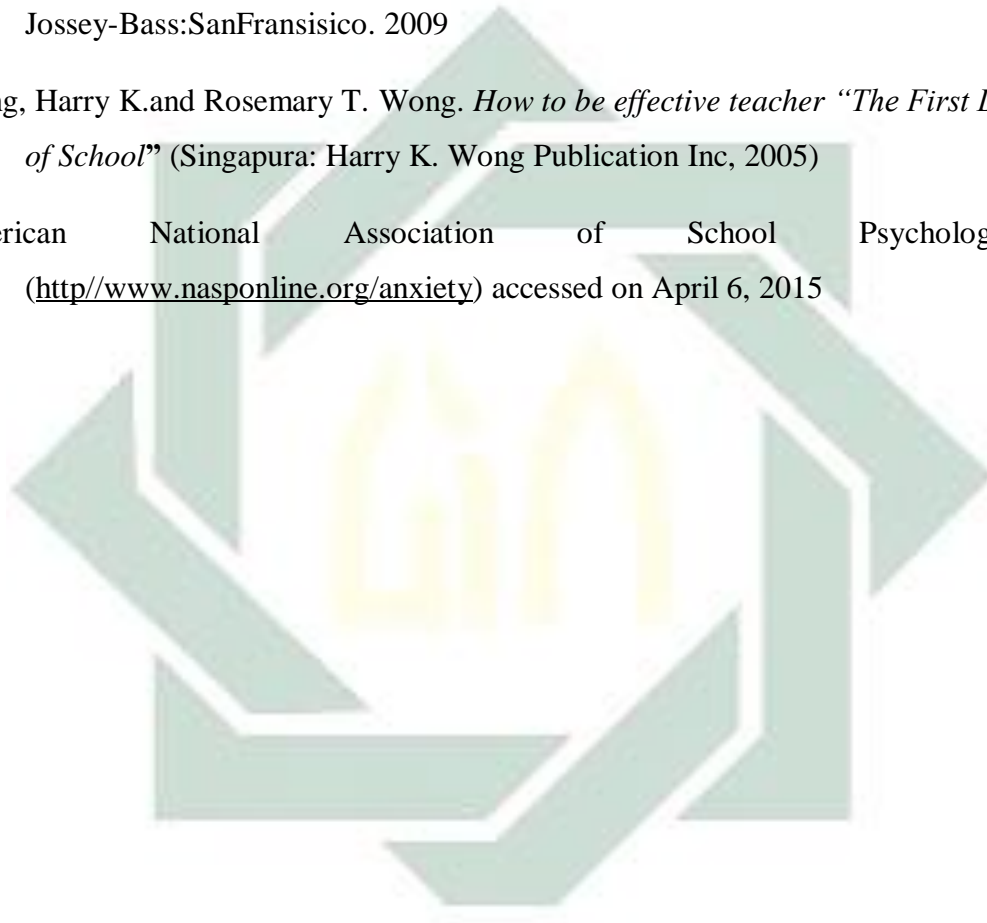 Jossey-Bass:SanFransisico. 2009
ng, Harry K.and Rosemary T. Wong. How to be effective teacher “The First
of School” (Singapura: Harry K. Wong Publication Inc, 2005)
erican National Association of School Psycholog
(http//www.nasponline.org/anxiety) accessed on April 6, 2015